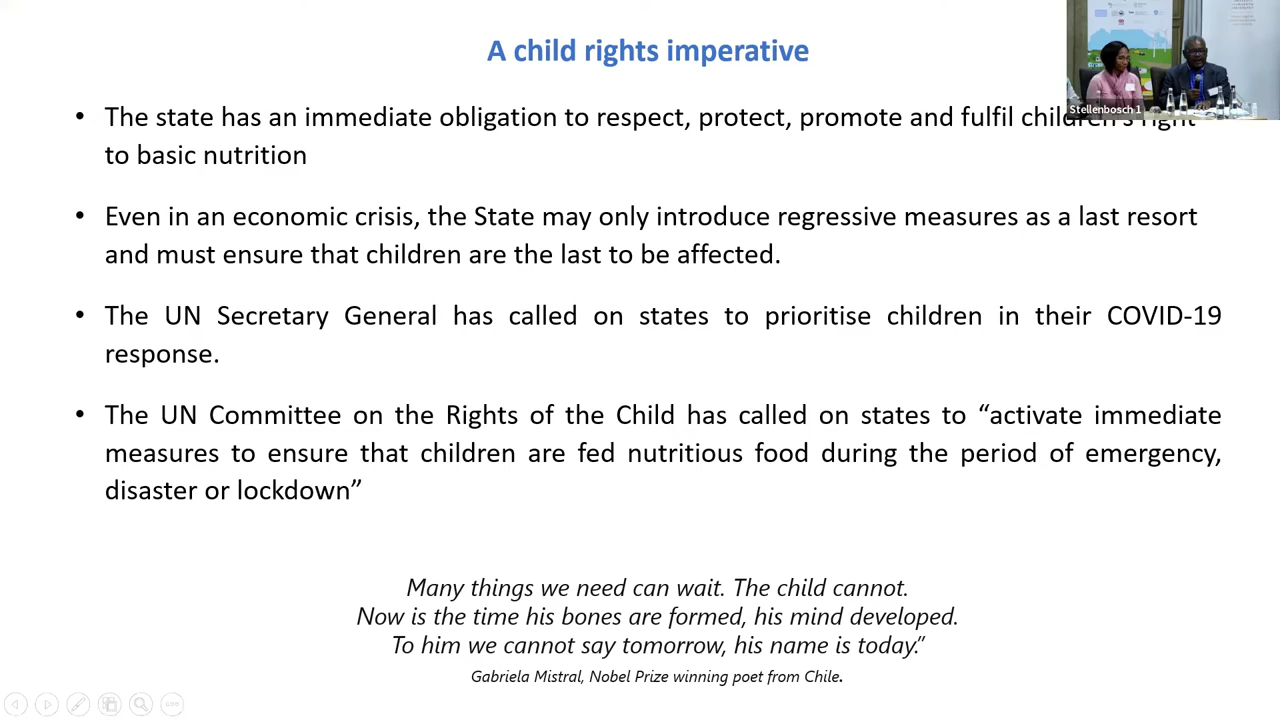 A child rights imperative
Stellenbosch 1
• The state has an immediate obligation to respect, protect, promote and fulfil children's right
to basic nutrition
• Even in an economic crisis, the State may only introduce regressive measures as a last resort
and must ensure that children are the last to be affected.
• The UN Secretary General has called on states to prioritise children in their COVID-19
response.
• The UN Committee on the Rights of the Child has called on states to “activate immediate
measures to ensure that children are fed nutritious food during the period of emergency,
disaster or lockdown”
Many things we need can wait. The child cannot.
Now is the time his bones are formed, his mind developed.
To him we cannot say tomorrow, his name is today.”
Gabriela Mistral, Nobel Prize winning poet from Chile.